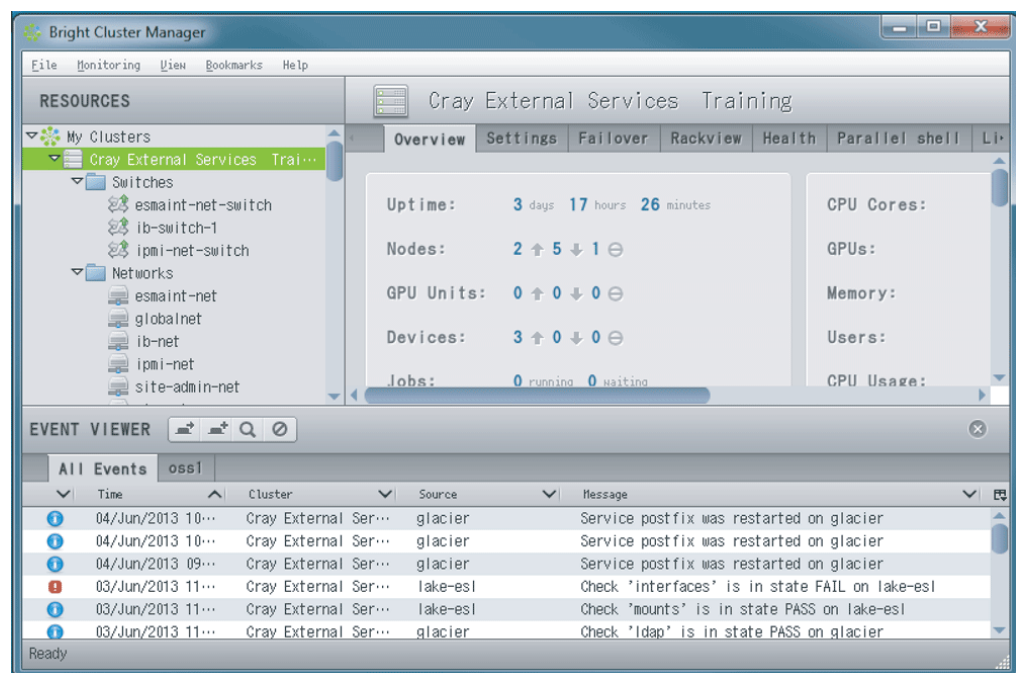 Bright Cluster Manager
File Monitoring View Bookmarks Help
RESOURCES
My Clusters
Cray External Services Trai...
Switches
esmaint-net-switch
ib-switch-1
ipmi-net-switch
Networks
esmaint-net
globalnet
ib-net
ipmi-net
site-admin-net
Cray External Services Training
Overview Settings Failover Rackview Health Parallel shell Li
Uptime: 3 days 17 hours 26 minutes
Nodes: 2 5 1
GPU Units: 0 0 0
Devices: 3 0 0
Jobs: 0 running 0 waiting
CPU Cores:
GPUs:
Memory:
Users:
CPU Usage:
EVENT VIEWER
All Events oss1
Time Cluster Source Message
04/Jun/2013 10... Cray External Ser... glacier Service postfix was restarted on glacier
04/Jun/2013 10... Cray External Ser... glacier Service postfix was restarted on glacier
04/Jun/2013 09... Cray External Ser... glacier Service postfix was restarted on glacier
03/Jun/2013 11... Cray External Ser... lake-esl Check 'interfaces' is in state FAIL on lake-esl
03/Jun/2013 11... Cray External Ser... lake-esl Check 'mounts' is in state PASS on lake-esl
03/Jun/2013 11... Cray External Ser... glacier Check 'ldap' is in state PASS on glacier
Ready